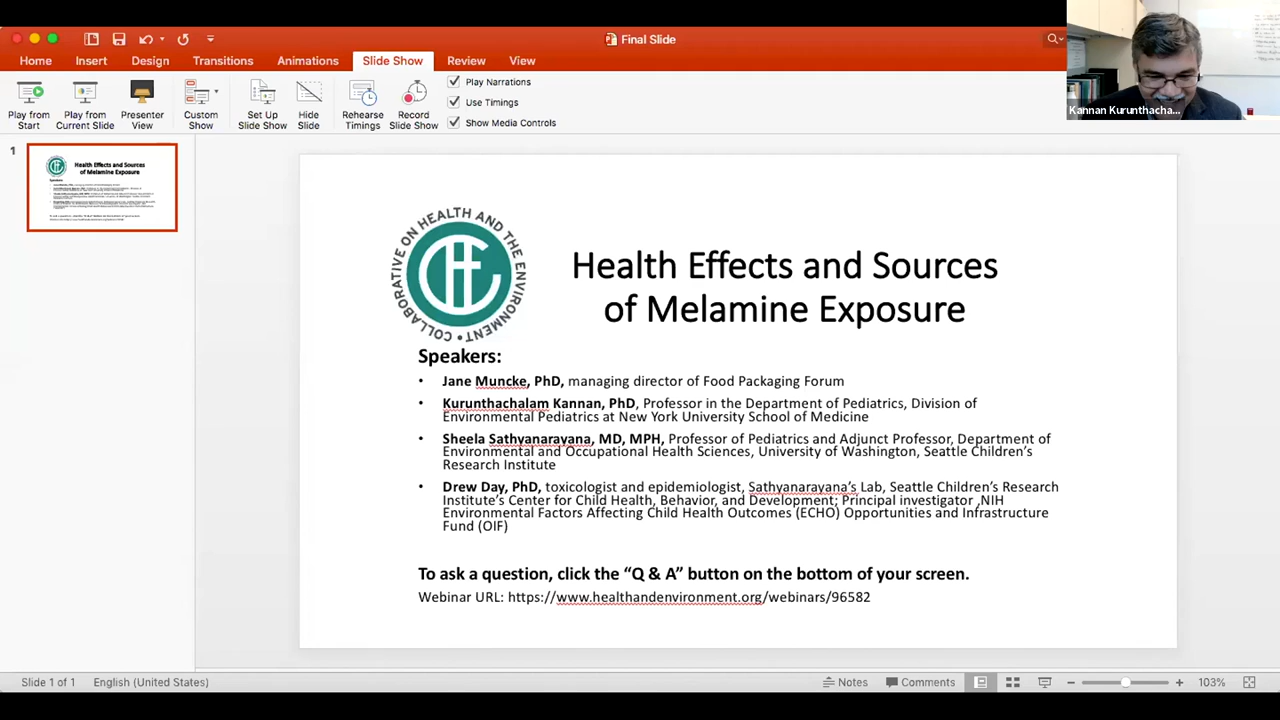 Final Slide
Home Insert Design Transitions Animations Slide Show Review View
Play from Start
Play from Current Slide
Presenter View
Custom Show
Set Up Slide Show
Hide Slide
Rehearse Timings
Record Slide Show
Play Narrations
Use Timings
Show Media Controls
Kannan Kurunthacha...
1
Health Effects and Sources
of Melamine Exposure
COLLABORATIVE ON HEALTH AND THE ENVIRONMENT •
CHE
Health Effects and Sources
of Melamine Exposure
Speakers:
• Jane Muncke, PhD, managing director of Food Packaging Forum
• Kurunthachalam Kannan, PhD, Professor in the Department of Pediatrics, Division of
Environmental Pediatrics at New York University School of Medicine
• Sheela Sathyanarayana, MD, MPH, Professor of Pediatrics and Adjunct Professor, Department of
Environmental and Occupational Health Sciences, University of Washington, Seattle Children's
Research Institute
• Drew Day, PhD, toxicologist and epidemiologist, Sathyanarayana's Lab, Seattle Children's Research
Institute's Center for Child Health, Behavior, and Development; Principal investigator ,NIH
Environmental Factors Affecting Child Health Outcomes (ECHO) Opportunities and Infrastructure
Fund (OIF)
To ask a question, click the “Q & A” button on the bottom of your screen.
Webinar URL: https://www.healthandenvironment.org/webinars/96582
Slide 1 of 1 English (United States) Notes Comments 103%